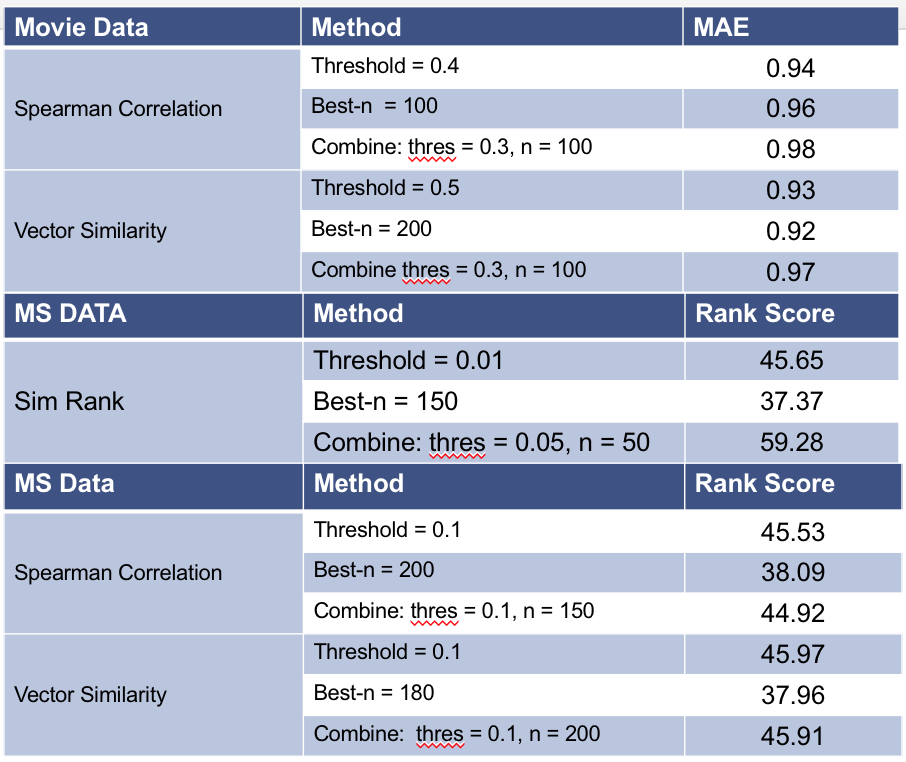 Movie Data Method MAE
Spearman Correlation
Threshold = 0.4 0.94
Best-n = 100 0.96
Combine: thres = 0.3, n = 100 0.98
Vector Similarity
Threshold = 0.5 0.93
Best-n = 200 0.92
Combine thres = 0.3, n = 100 0.97
MS DATA Method Rank Score
Sim Rank
Threshold = 0.01 45.65
Best-n = 150 37.37
Combine: thres = 0.05, n = 50 59.28
MS Data Method Rank Score
Spearman Correlation
Threshold = 0.1 45.53
Best-n = 200 38.09
Combine: thres = 0.1, n = 150 44.92
Vector Similarity
Threshold = 0.1 45.97
Best-n = 180 37.96
Combine: thres = 0.1, n = 200 45.91